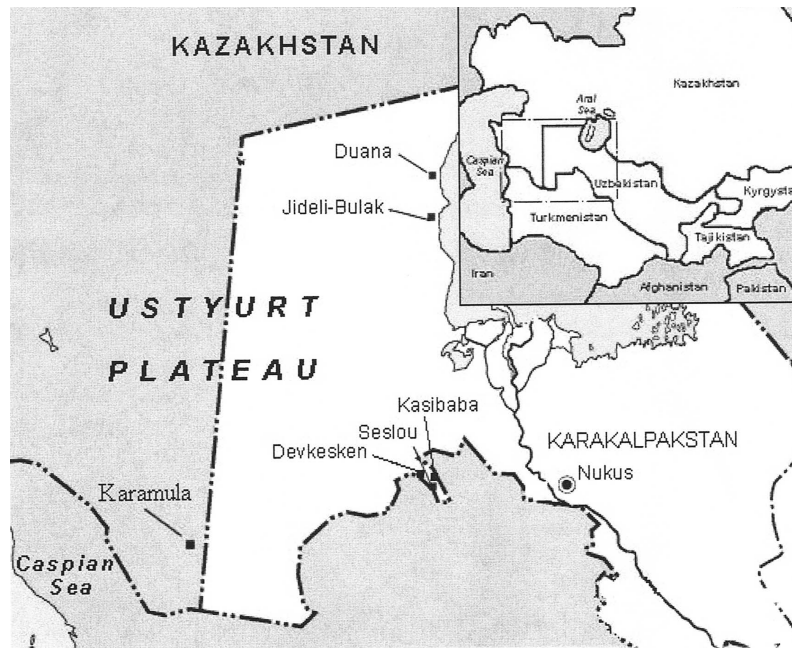 KAZAKHSTAN
Duana
Jideli-Bulak
USTYURT
PLATEAU
Kasibaba
Seslou
Devkesken
Karamula
KARAKALPAKSTAN
Nukus
Caspian
Sea
Kazakhstan
Aral
Sea
Caspian
Sea
Uzbekistan
Kyrgysta
Turkmenistan
Tajikistan
Iran
Afghanistan
Pakistan